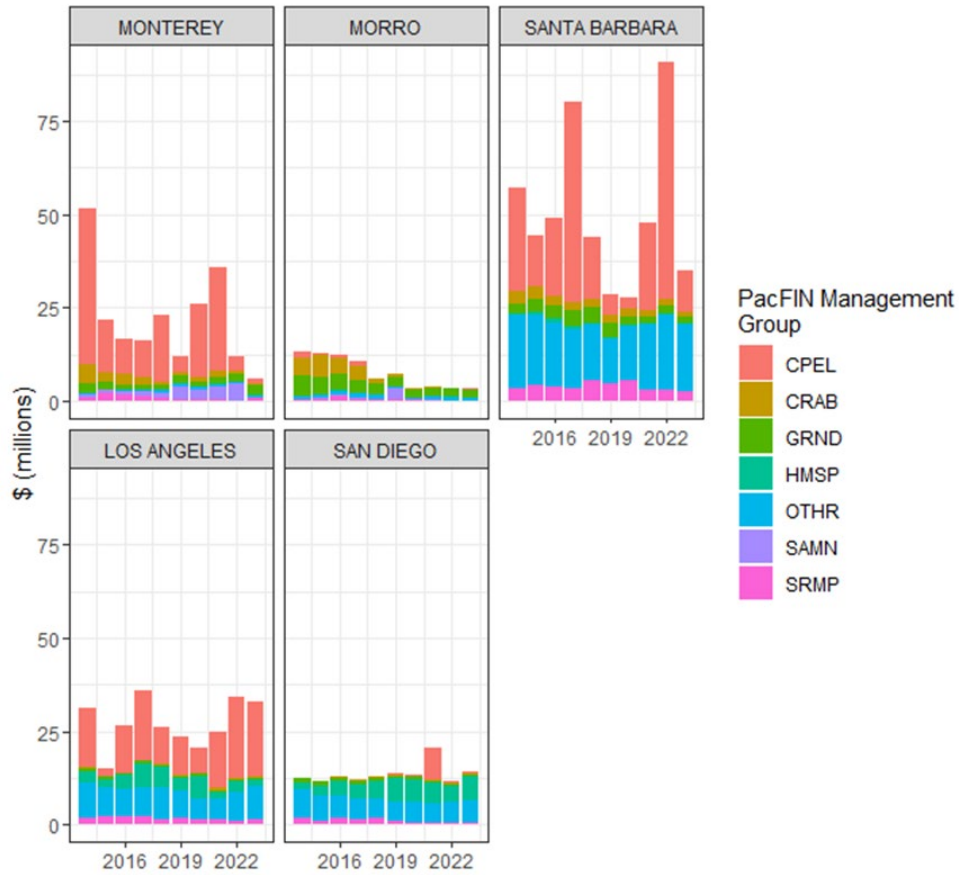 MONTEREY
MORRO
SANTA BARBARA
75
50
25
0
2016 2019 2022
LOS ANGELES
SAN DIEGO
75
50
25
0
2016 2019 2022
2016 2019 2022
$ (millions)
PacFIN Management
Group
CPEL
CRAB
GRND
HMSP
OTHR
SAMN
SRMP